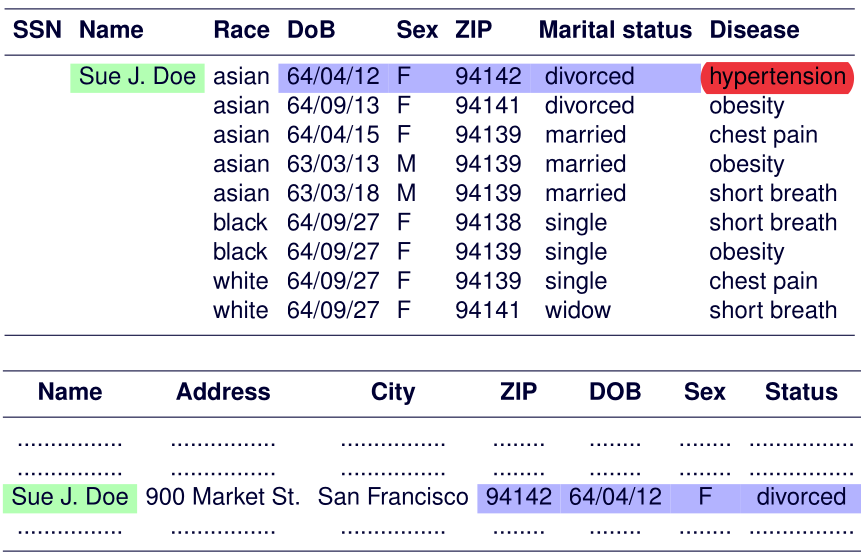 SSN Name Race DoB Sex ZIP Marital status Disease
Sue J. Doe asian 64/04/12 F 94142 divorced hypertension
asian 64/09/13 F 94141 divorced obesity
asian 64/04/15 F 94139 married chest pain
asian 63/03/13 M 94139 married obesity
asian 63/03/18 M 94139 married short breath
black 64/09/27 F 94138 single short breath
black 64/09/27 F 94139 single obesity
white 64/09/27 F 94139 single chest pain
white 64/09/27 F 94141 widow short breath
Name Address City ZIP DOB Sex Status
................ ................ ................ ........ ........ ........ ................
................ ................ ................ ........ ........ ........ ................
Sue J. Doe 900 Market St. San Francisco 94142 64/04/12 F divorced
................ ................ ................ ........ ........ ........ ................